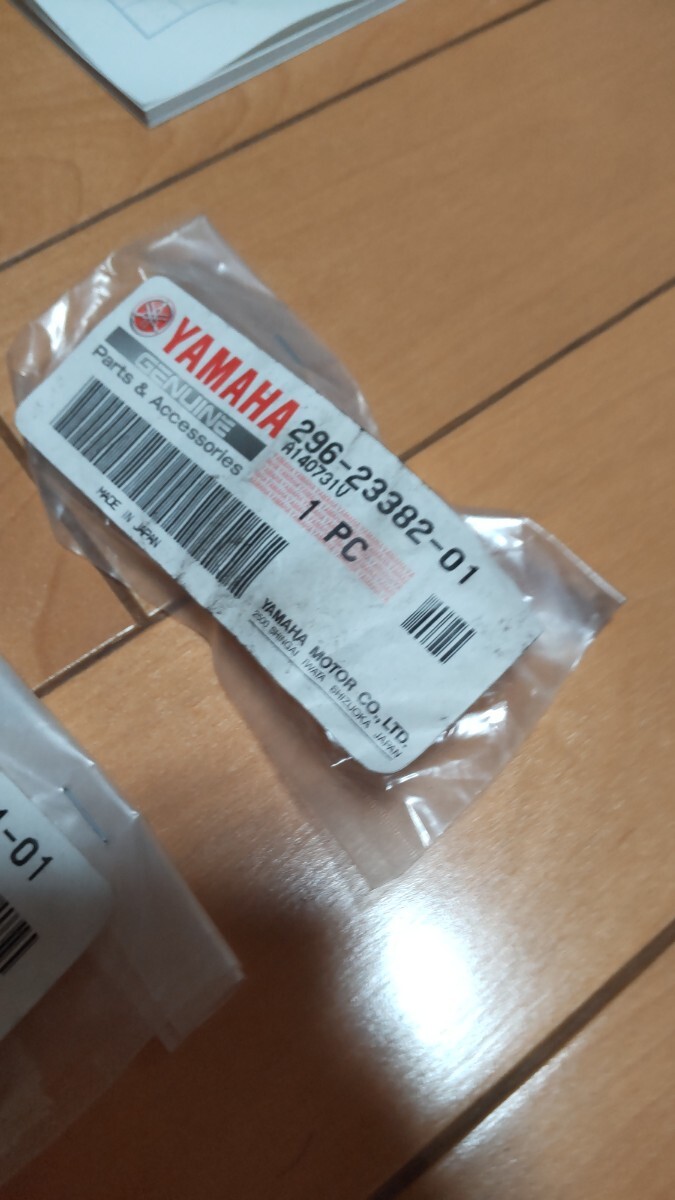 YAMAHA
GENUINE
Parts & Accessories
296-23382-01
A140731V
1 PC
MADE IN JAPAN
YAMAHA MOTOR CO.,LTD.
2500 SHINGAI IWATA SHIZUOKA JAPAN
-01